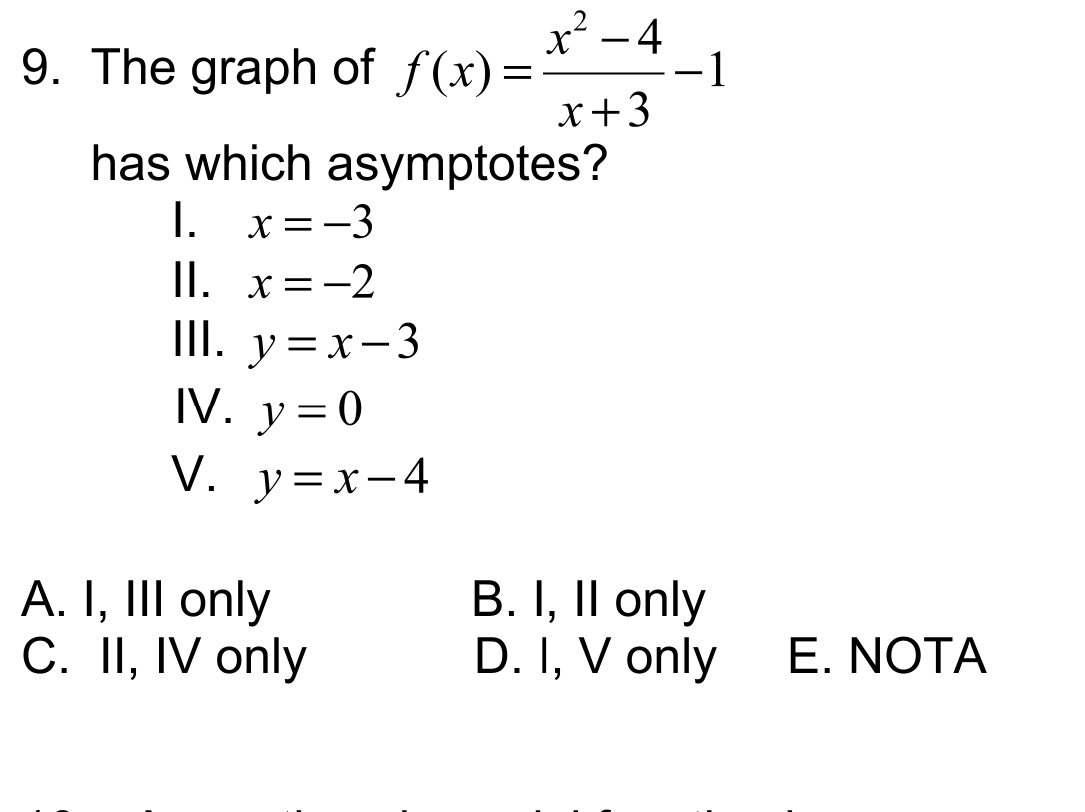 9. The graph of f(x) = \frac{x^2 - 4}{x + 3} - 1
has which asymptotes?
I. x = -3
II. x = -2
III. y = x - 3
IV. y = 0
V. y = x - 4
A. I, III only B. I, II only
C. II, IV only D. I, V only E. NOTA